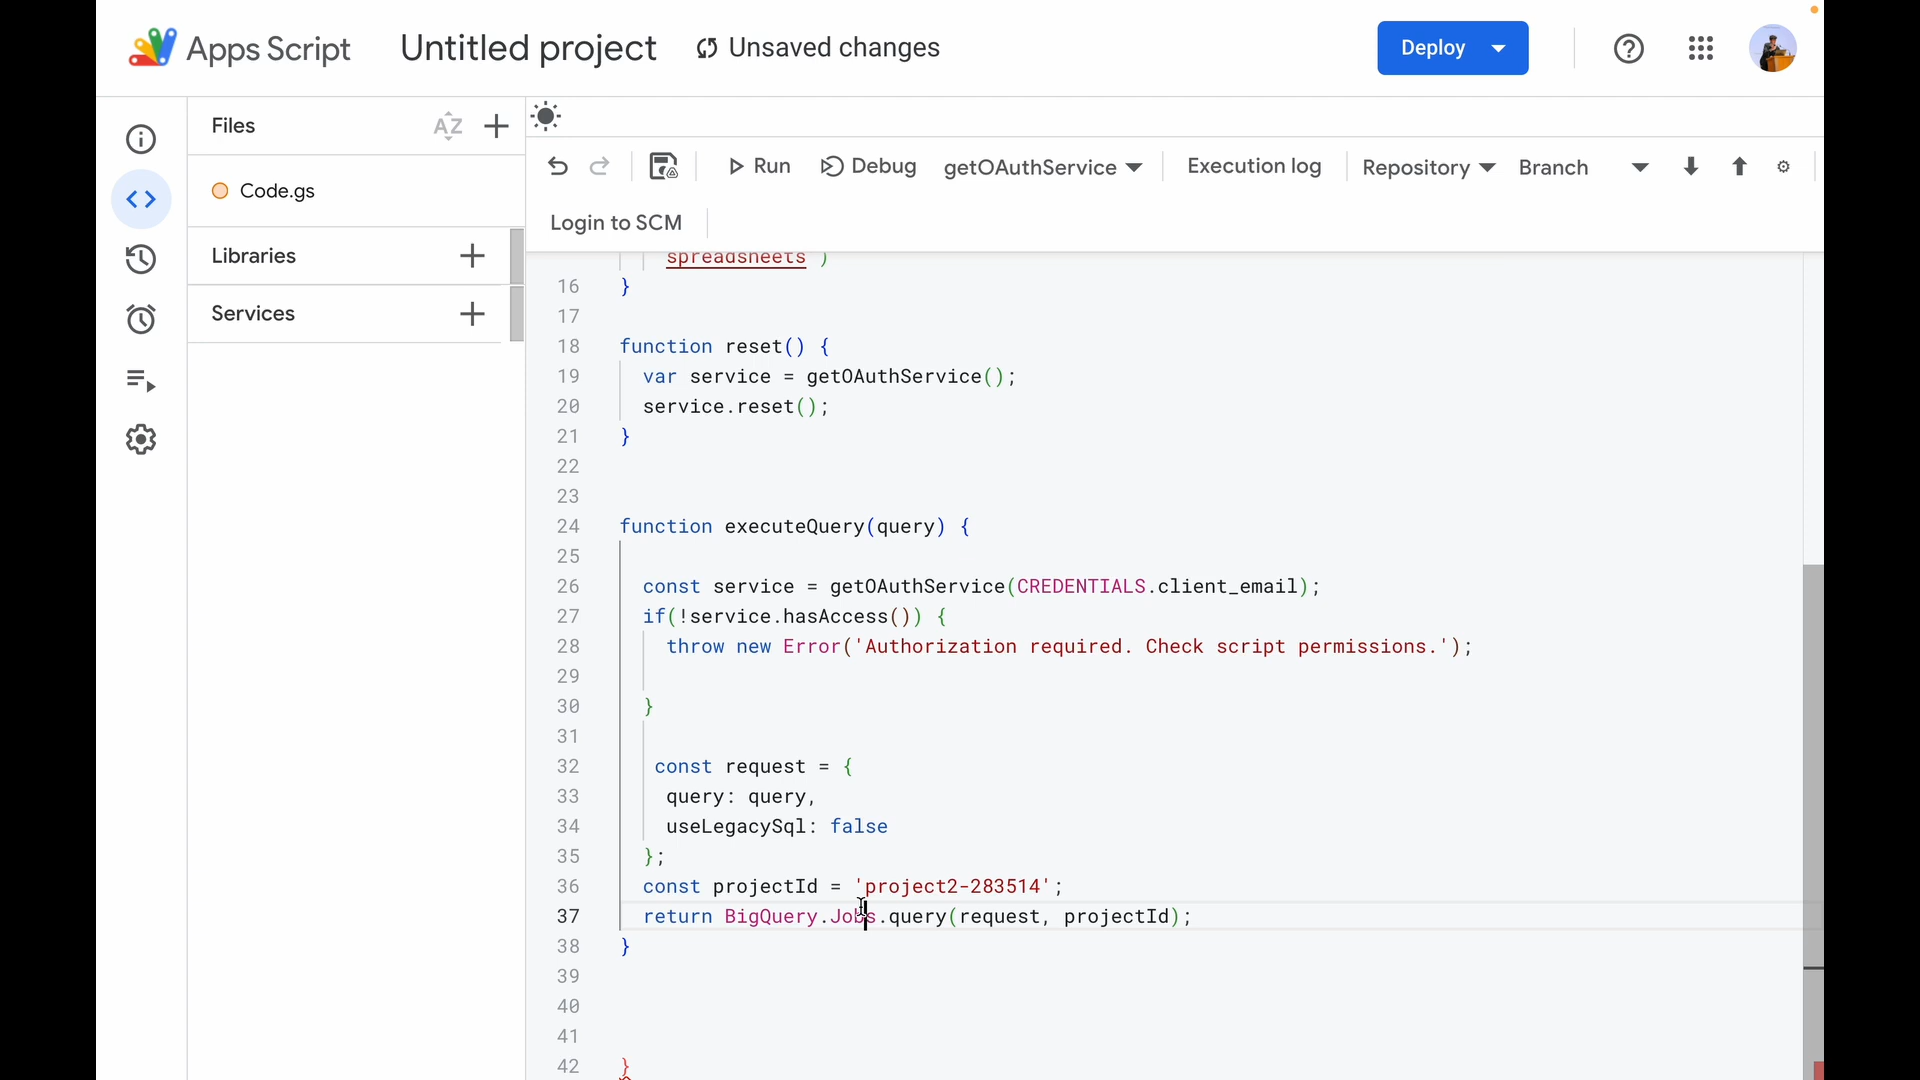 Apps Script
Untitled project
Unsaved changes
Deploy
Files
AZ
Code.gs
Libraries
Services
Run
Debug
getOAuthService
Execution log
Repository
Branch
Login to SCM
spreadsheets )
16 }
17
18 function reset() {
19 var service = getOAuthService();
20 service.reset();
21 }
22
23
24 function executeQuery(query) {
25
26 const service = getOAuthService(CREDENTIALS.client_email);
27 if(!service.hasAccess()) {
28 throw new Error('Authorization required. Check script permissions.');
29
30 }
31
32 const request = {
33 query: query,
34 useLegacySql: false
35 };
36 const projectId = 'project2-283514';
37 return BigQuery.Jobs.query(request, projectId);
38 }
39
40
41
42 }